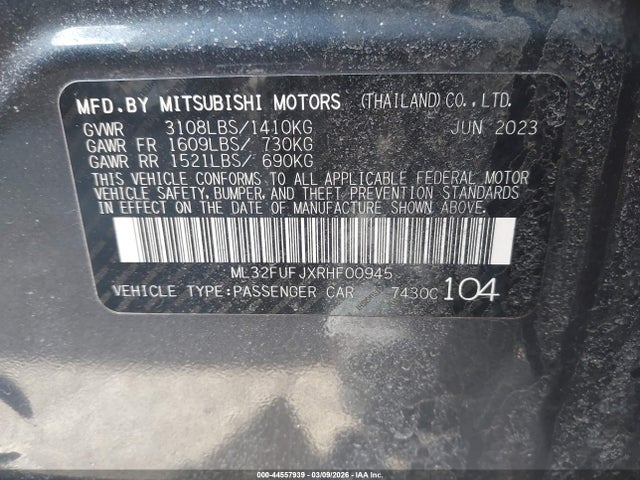 MFD.BY MITSUBISHI MOTORS (THAILAND)CO.,LTD.
GVWR 3108LBS/1410KG JUN 2023
GAWR FR 1609LBS/ 730KG
GAWR RR 1521LBS/ 690KG
THIS VEHICLE CONFORMS TO ALL APPLICABLE FEDERAL MOTOR
VEHICLE SAFETY, BUMPER, AND THEFT PREVENTION STANDARDS
IN EFFECT ON THE DATE OF MANUFACTURE SHOWN ABOVE.
ML32FUFJXRHF00945
VEHICLE TYPE:PASSENGER CAR 7430C 104
000-44557939 - 03/09/2026 - IAA Inc.